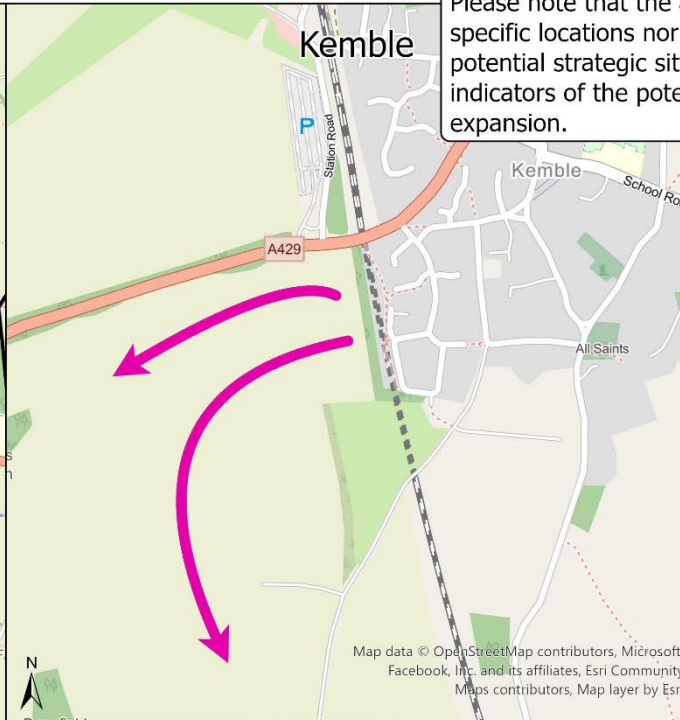 Please note that the
specific locations nor
potential strategic sit
indicators of the pote
expansion.
Kemble
P
Station Road
Kemble
School Ro
A429
All Saints
N
Map data © OpenStreetMap contributors, Microsoft
Facebook, Inc. and its affiliates, Esri Community
Maps contributors, Map layer by Esr